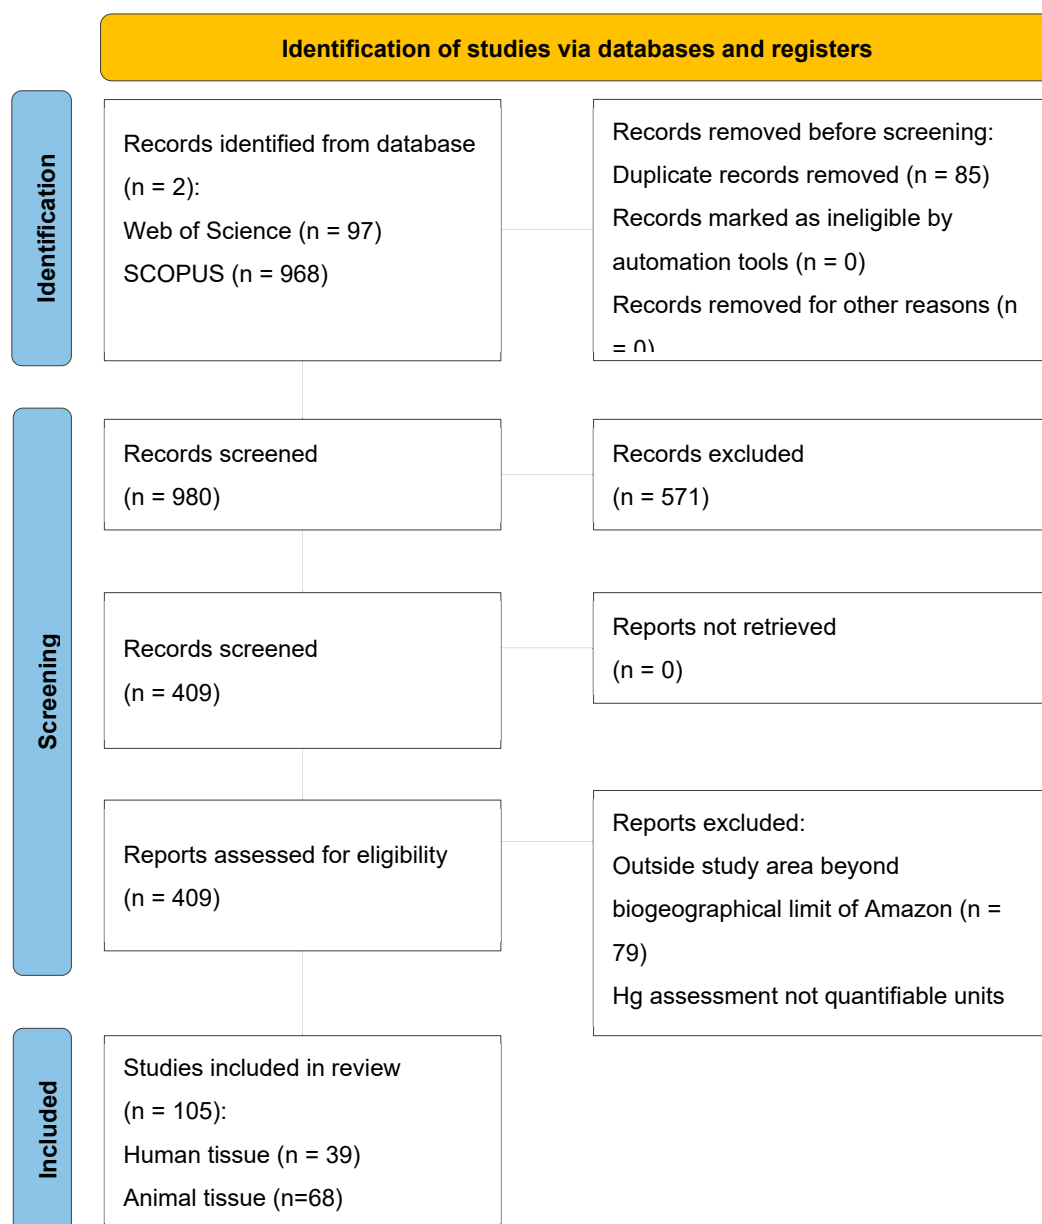 Identification of studies via databases and registers
Identification
Records identified from database
(n = 2):
Web of Science (n = 97)
SCOPUS (n = 968)
Records removed before screening:
Duplicate records removed (n = 85)
Records marked as ineligible by
automation tools (n = 0)
Records removed for other reasons (n
= 0)
Screening
Records screened
(n = 980)
Records excluded
(n = 571)
Records screened
(n = 409)
Reports not retrieved
(n = 0)
Reports assessed for eligibility
(n = 409)
Reports excluded:
Outside study area beyond
biogeographical limit of Amazon (n =
79)
Hg assessment not quantifiable units
Included
Studies included in review
(n = 105):
Human tissue (n = 39)
Animal tissue (n=68)